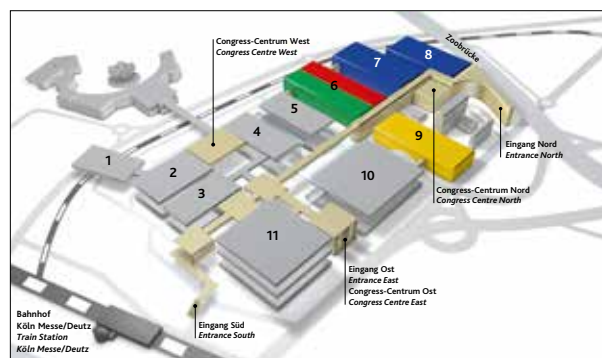 Congress-Centrum West
Congress Centre West
Zoobrücke
8
7
6
5
4
9
1
2
3
10
11
Eingang Nord
Entrance North
Congress-Centrum Nord
Congress Centre North
Eingang Ost
Entrance East
Congress-Centrum Ost
Congress Centre East
Eingang Süd
Entrance South
Bahnhof
Köln Messe/Deutz
Train Station
Köln Messe/Deutz